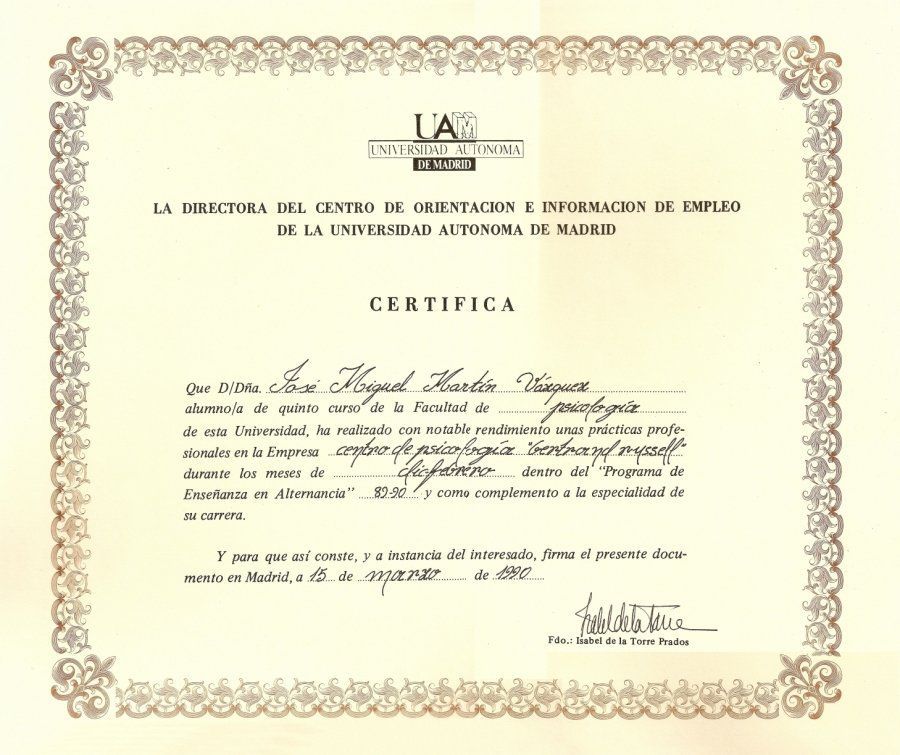 UAM
UNIVERSIDAD AUTONOMA
DE MADRID
LA DIRECTORA DEL CENTRO DE ORIENTACION E INFORMACION DE EMPLEO
DE LA UNIVERSIDAD AUTONOMA DE MADRID
CERTIFICA
Que D/Dña. José Miguel Martín Vázquez
alumno/a de quinto curso de la Facultad de psicología
de esta Universidad, ha realizado con notable rendimiento unas prácticas profe-
sionales en la Empresa centro de psicología "Bertrand russell"
durante los meses de dic-febrero dentro del "Programa de
Enseñanza en Alternancia" 89-90 y como complemento a la especialidad de
su carrera.
Y para que así conste, y a instancia del interesado, firma el presente docu-
mento en Madrid, a 15 de marzo de 1990
Isabel de la Torre
Fdo.: Isabel de la Torre Prados